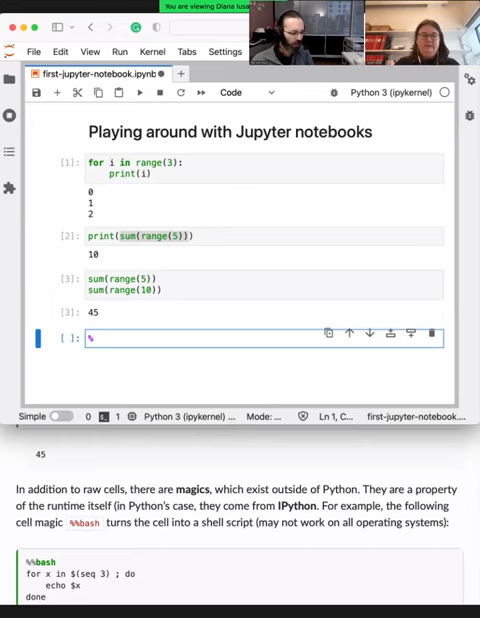 You are viewing Diana Iusa
File Edit View Run Kernel Tabs Settings
first-jupyter-notebook.ipynb
Code Python 3 (ipykernel)
Playing around with Jupyter notebooks
[1]: for i in range(3):
print(i)
0
1
2
[2]: print(sum(range(5)))
10
[3]: sum(range(5))
sum(range(10))
[3]: 45
[ ]: %
Simple 0 1 Python 3 (ipykernel) ... Mode: ... Ln 1, C... first-jupyter-notebook....
45
In addition to raw cells, there are magics, which exist outside of Python. They are a property
of the runtime itself (in Python's case, they come from IPython. For example, the following
cell magic %%bash turns the cell into a shell script (may not work on all operating systems):
%%bash
for x in $(seq 3) ; do
echo $x
done